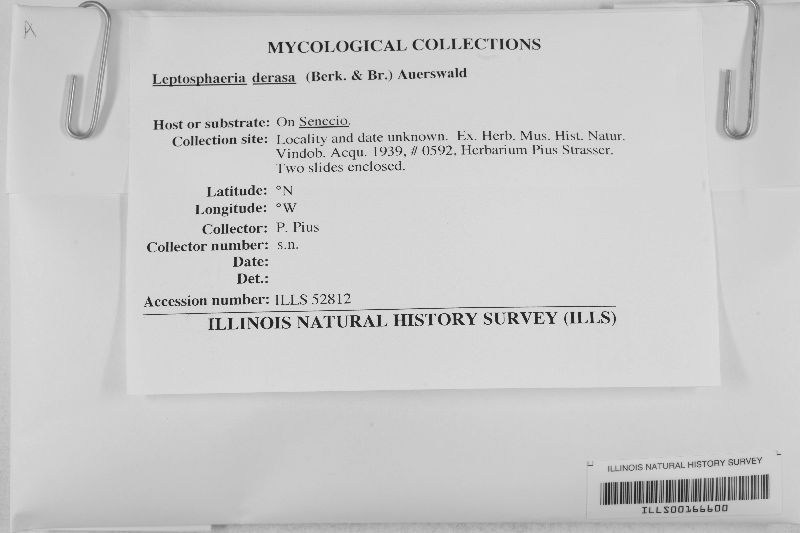 A
MYCOLOGICAL COLLECTIONS
Leptosphaeria derasa (Berk. & Br.) Auerswald
Host or substrate: On Senecio.
Collection site: Locality and date unknown. Ex. Herb. Mus. Hist. Natur.
Vindob. Acqu. 1939, # 0592, Herbarium Pius Strasser.
Two slides enclosed.
Latitude: °N
Longitude: °W
Collector: P. Pius
Collector number: s.n.
Date:
Det.:
Accession number: ILLS 52812
ILLINOIS NATURAL HISTORY SURVEY (ILLS)
ILLINOIS NATURAL HISTORY SURVEY
ILLS00166600